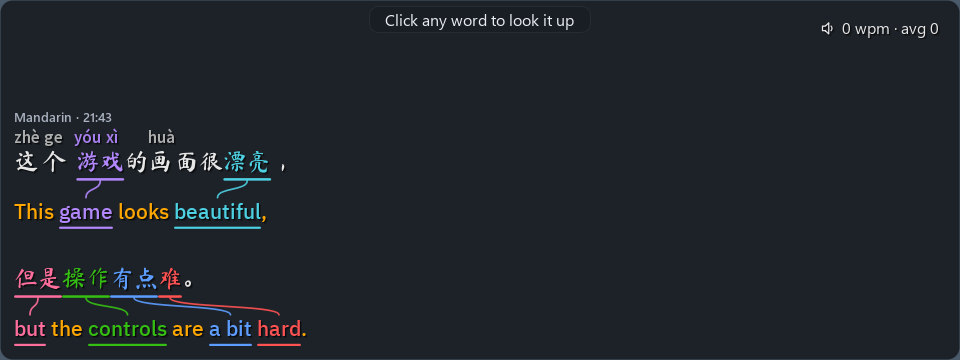 Click any word to look it up
0 wpm · avg 0
Mandarin · 21:43
zhè ge yóu xì huà
这个 游戏的画面很漂亮，
This game looks beautiful,
但是操作有点难。
but the controls are a bit hard.